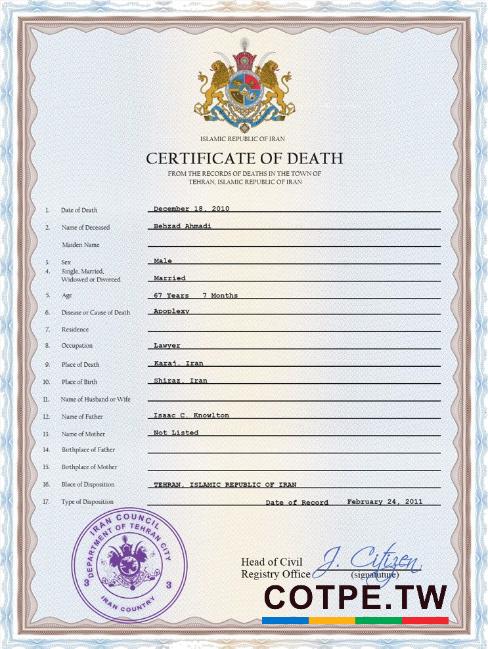 ISLAMIC REPUBLIC OF IRAN
CERTIFICATE OF DEATH
FROM THE RECORDS OF DEATHS IN THE TOWN OF
TEHRAN, ISLAMIC REPUBLIC OF IRAN
1. Date of Death December 18, 2010
2. Name of Deceased Behzad Ahmadi
Maiden Name
3. Sex Male
4. Single, Married,
Widowed or Divorced Married
5. Age 67 Years 7 Months
6. Disease or Cause of Death Apoplexy
7. Residence
8. Occupation Lawyer
9. Place of Death Karaj, Iran
10. Place of Birth Shiraz, Iran
11. Name of Husband or Wife
12. Name of Father Isaac C. Knowlton
13. Name of Mother Not Listed
14. Birthplace of Father
15. Birthplace of Mother
16. Place of Disposition TEHRAN, ISLAMIC REPUBLIC OF IRAN
17. Type of Disposition Date of Record February 24, 2011
IRAN COUNCIL
DEPARTMENT OF TEHRAN CITY
3 3
IRAN COUNTRY
Head of Civil
Registry Office J. Citizen
(signature)
COTPE.TW